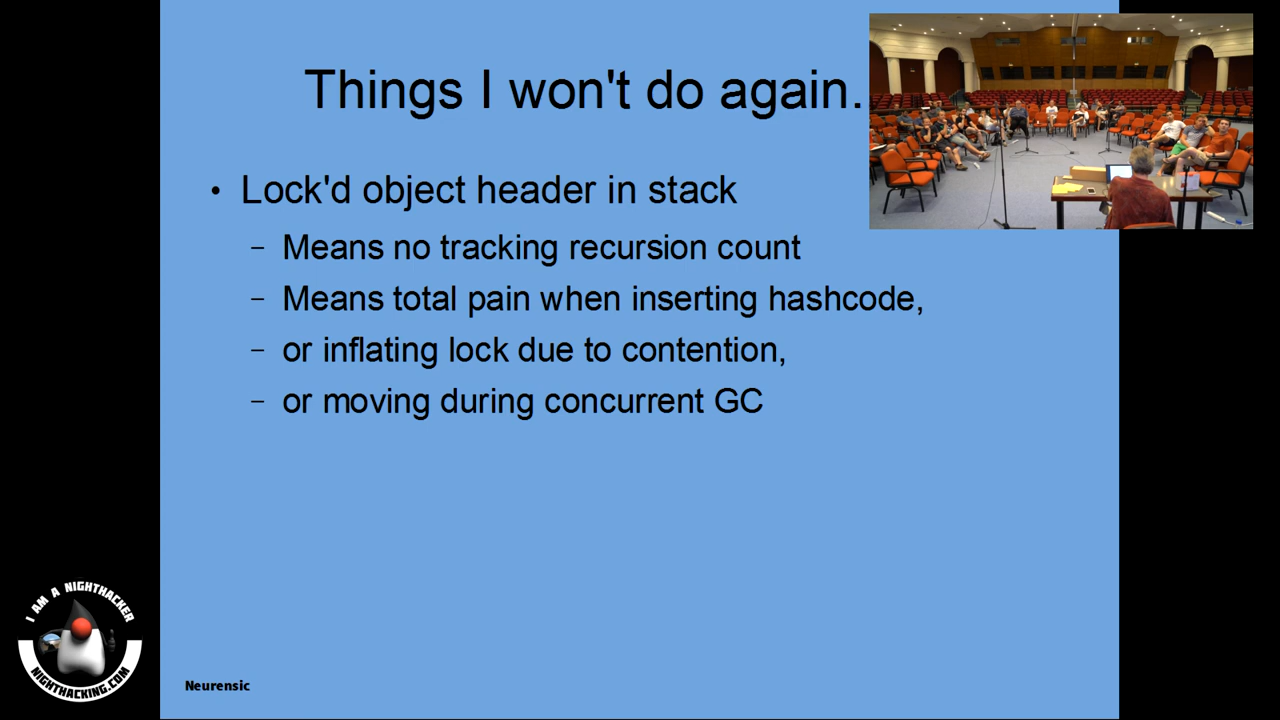 Things I won't do again.
• Lock'd object header in stack
– Means no tracking recursion count
– Means total pain when inserting hashcode,
– or inflating lock due to contention,
– or moving during concurrent GC
I AM A NIGHTHACKER
NIGHTHACKING.COM
Neurensic